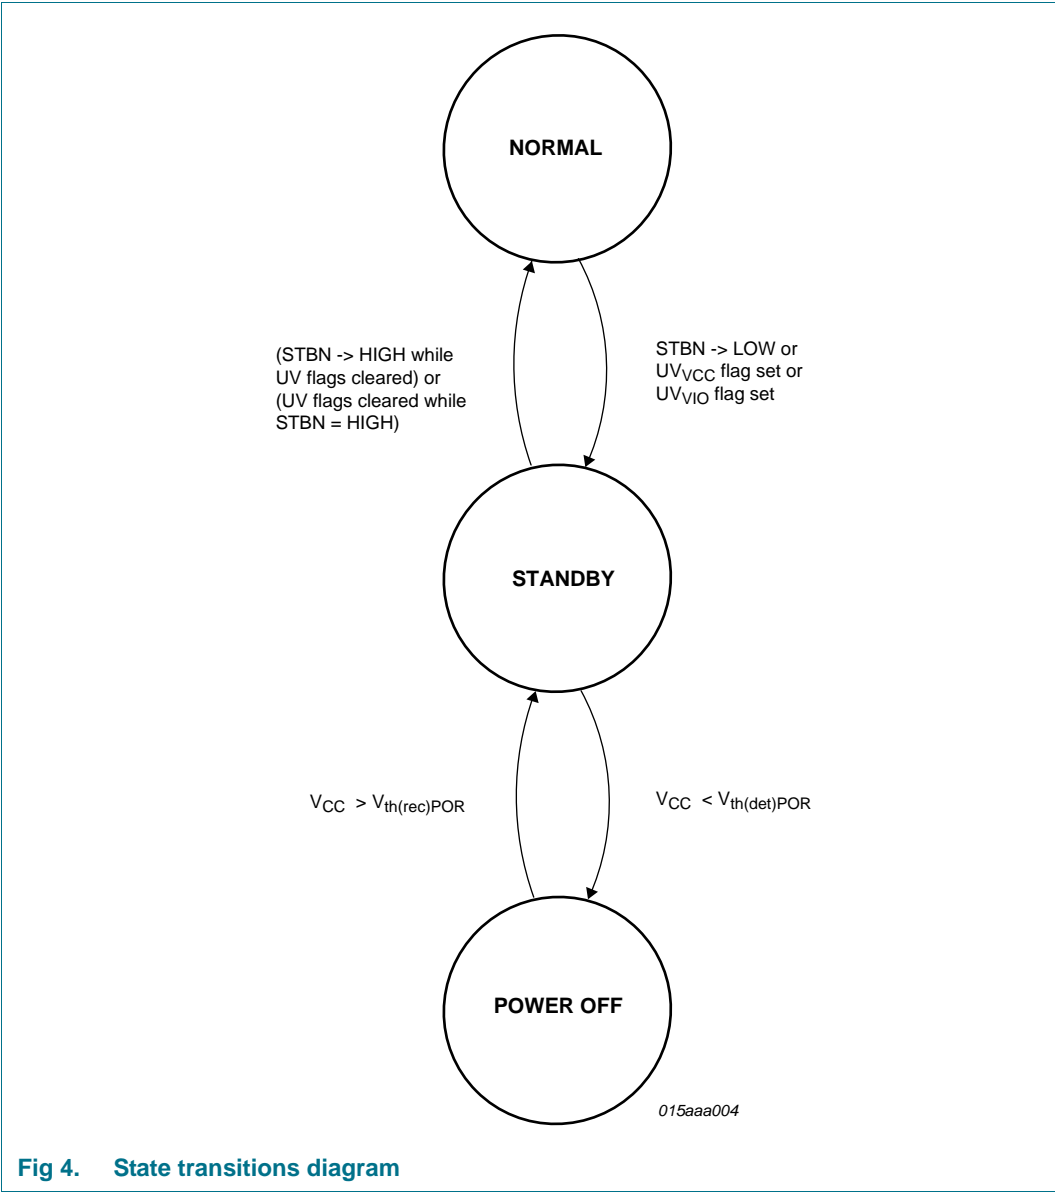 NORMAL
(STBN -> HIGH while
UV flags cleared) or
(UV flags cleared while
STBN = HIGH)
STBN -> LOW or
UVVCC flag set or
UVVIO flag set
STANDBY
VCC > Vth(rec)POR
VCC < Vth(det)POR
POWER OFF
015aaa004
Fig 4. State transitions diagram